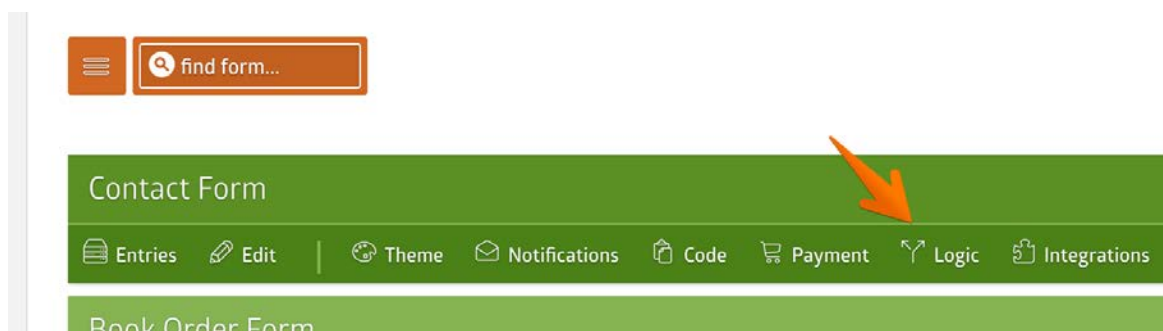 find form...
Contact Form
Entries Edit Theme Notifications Code Payment Logic Integrations
Book Order Form